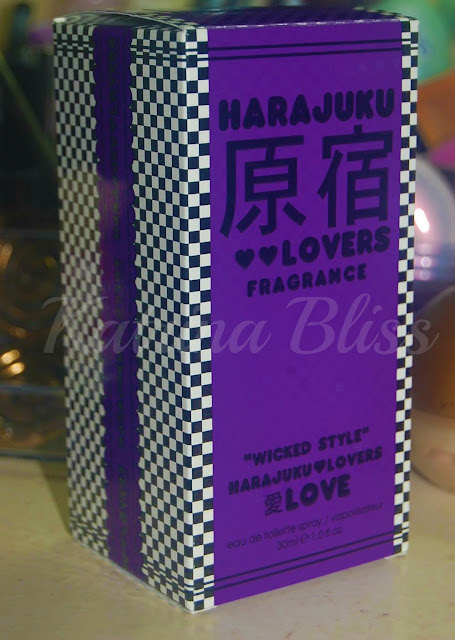 HARAJUKU
原宿
♥♥LOVERS
FRAGRANCE
Bliss
"WICKED STYLE"
HARAJUKU♥LOVERS
愛LOVE
eau de toilette spray / vaporisateur
30ml e 1.0 fl oz